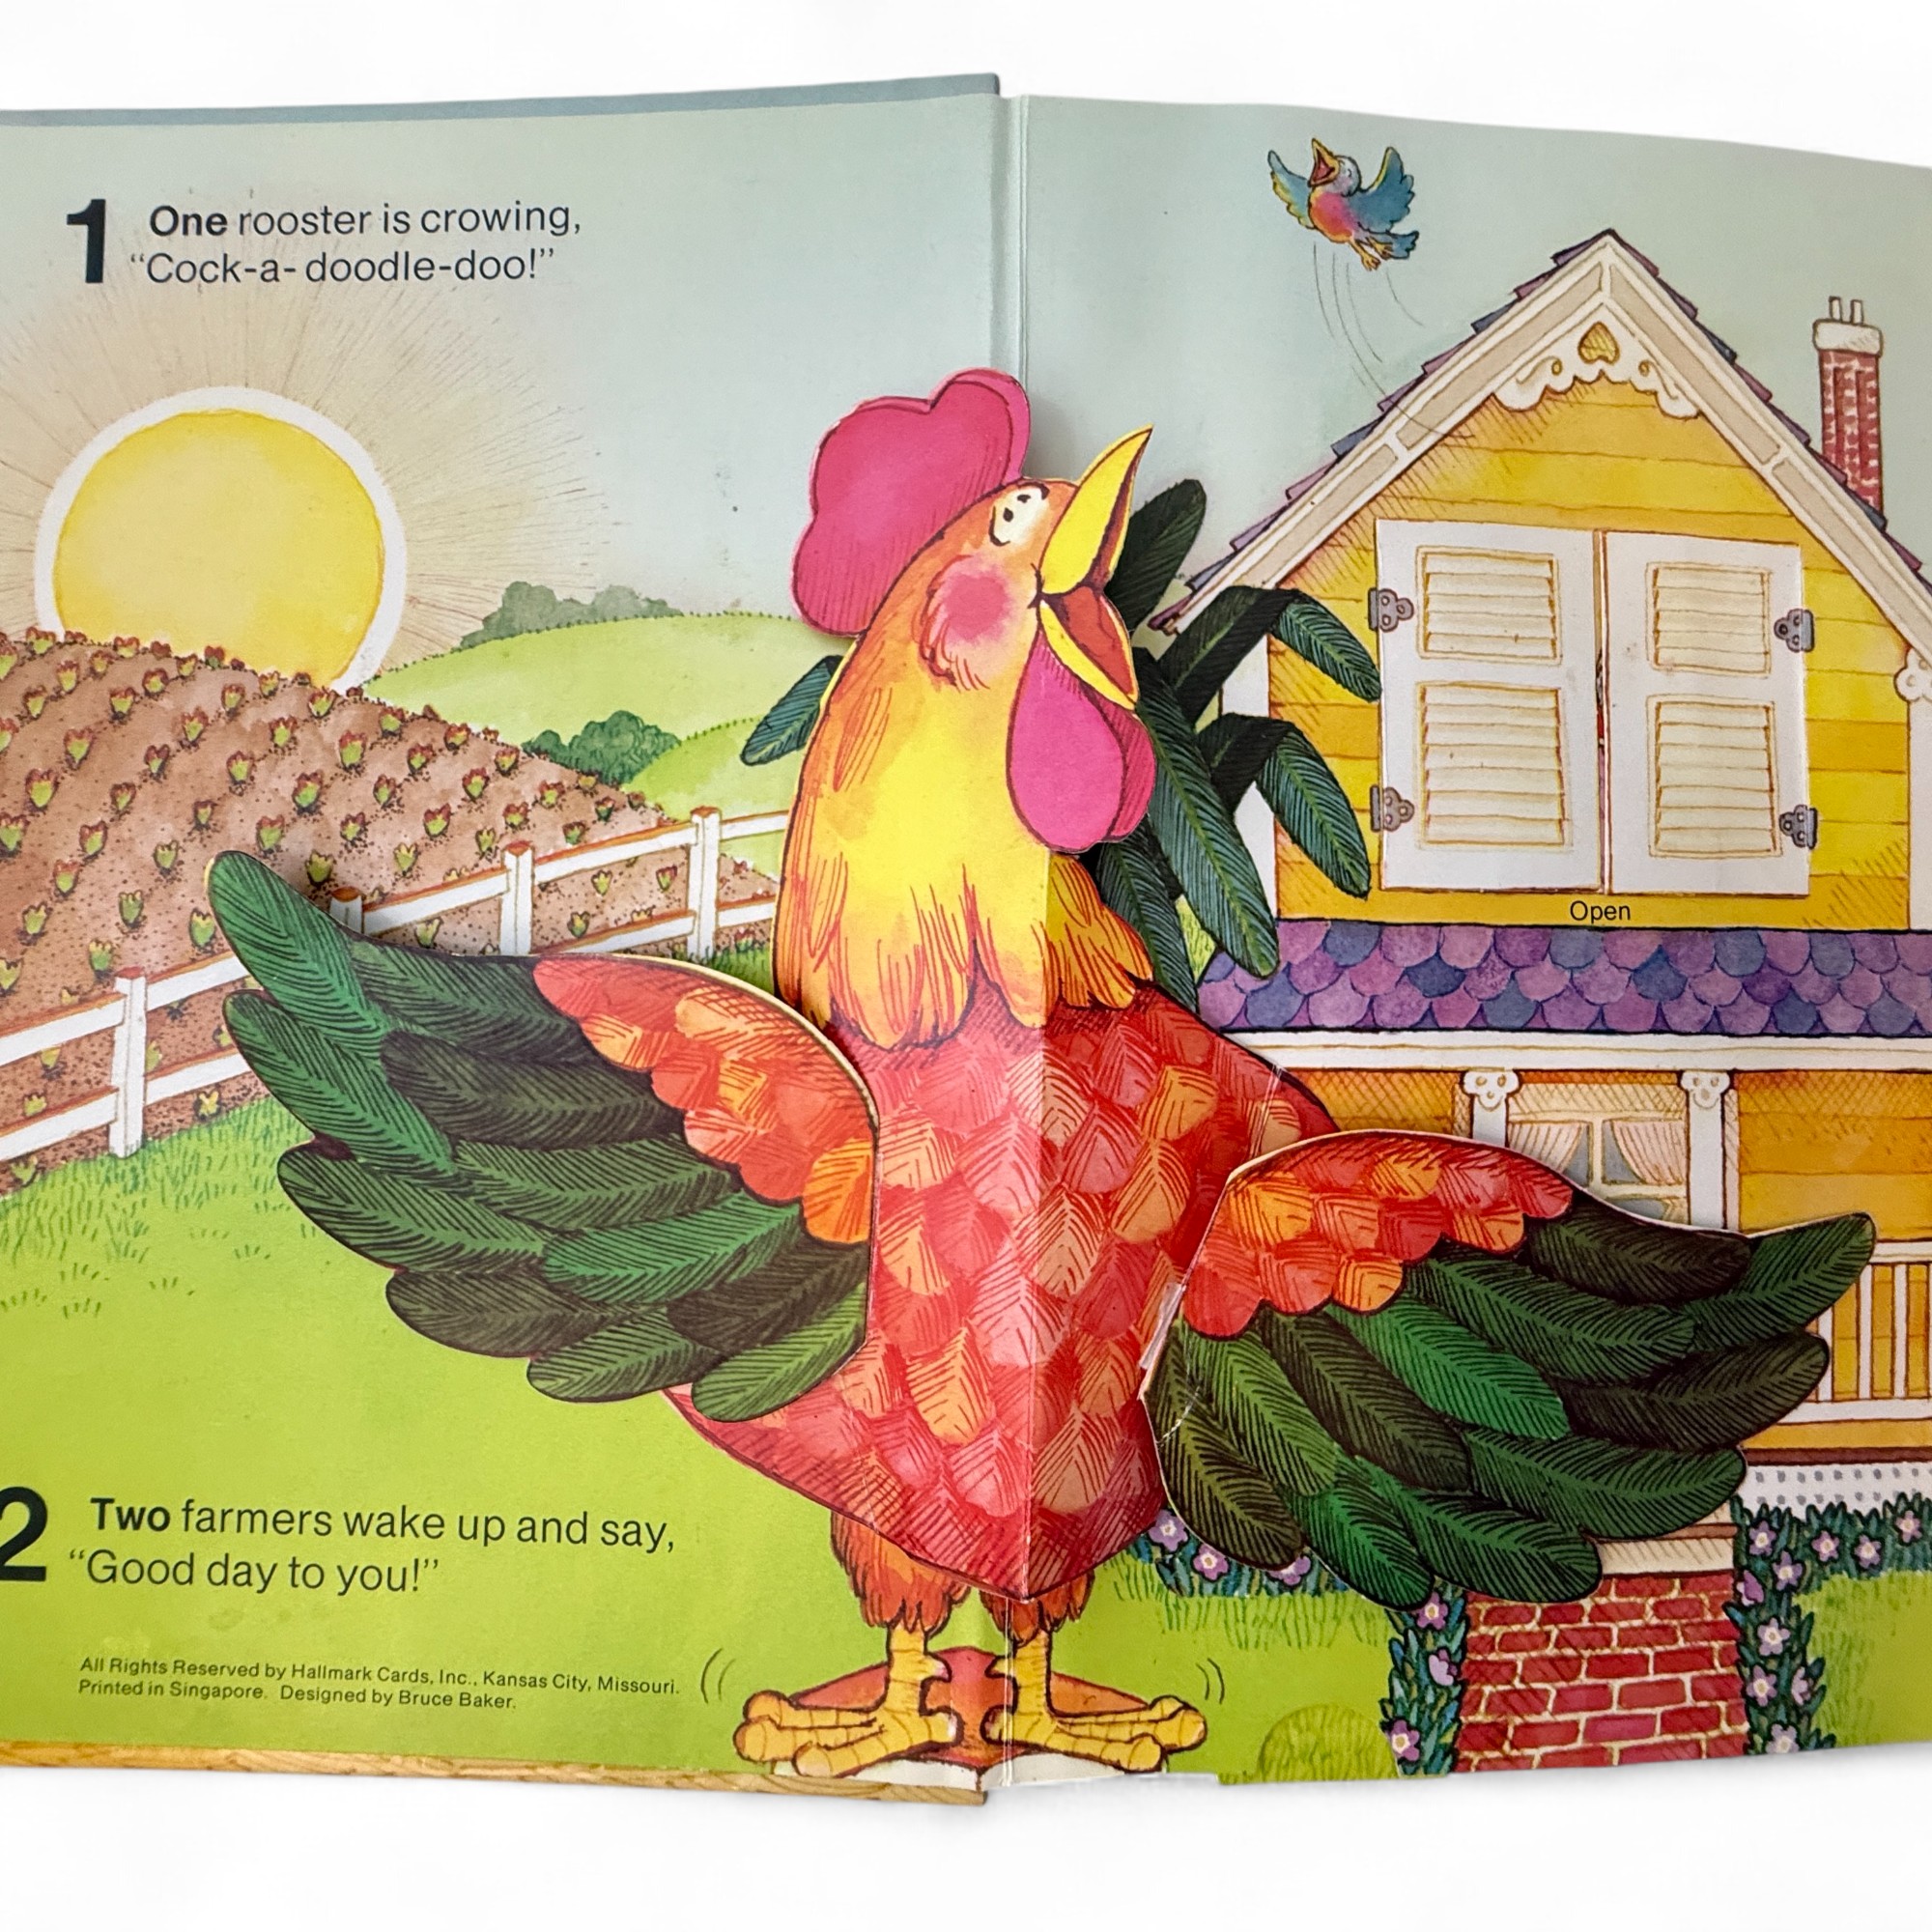 1 One rooster is crowing,
“Cock-a-doodle-doo!”
Open
2 Two farmers wake up and say,
“Good day to you!”
All Rights Reserved by Hallmark Cards, Inc., Kansas City, Missouri.
Printed in Singapore. Designed by Bruce Baker.